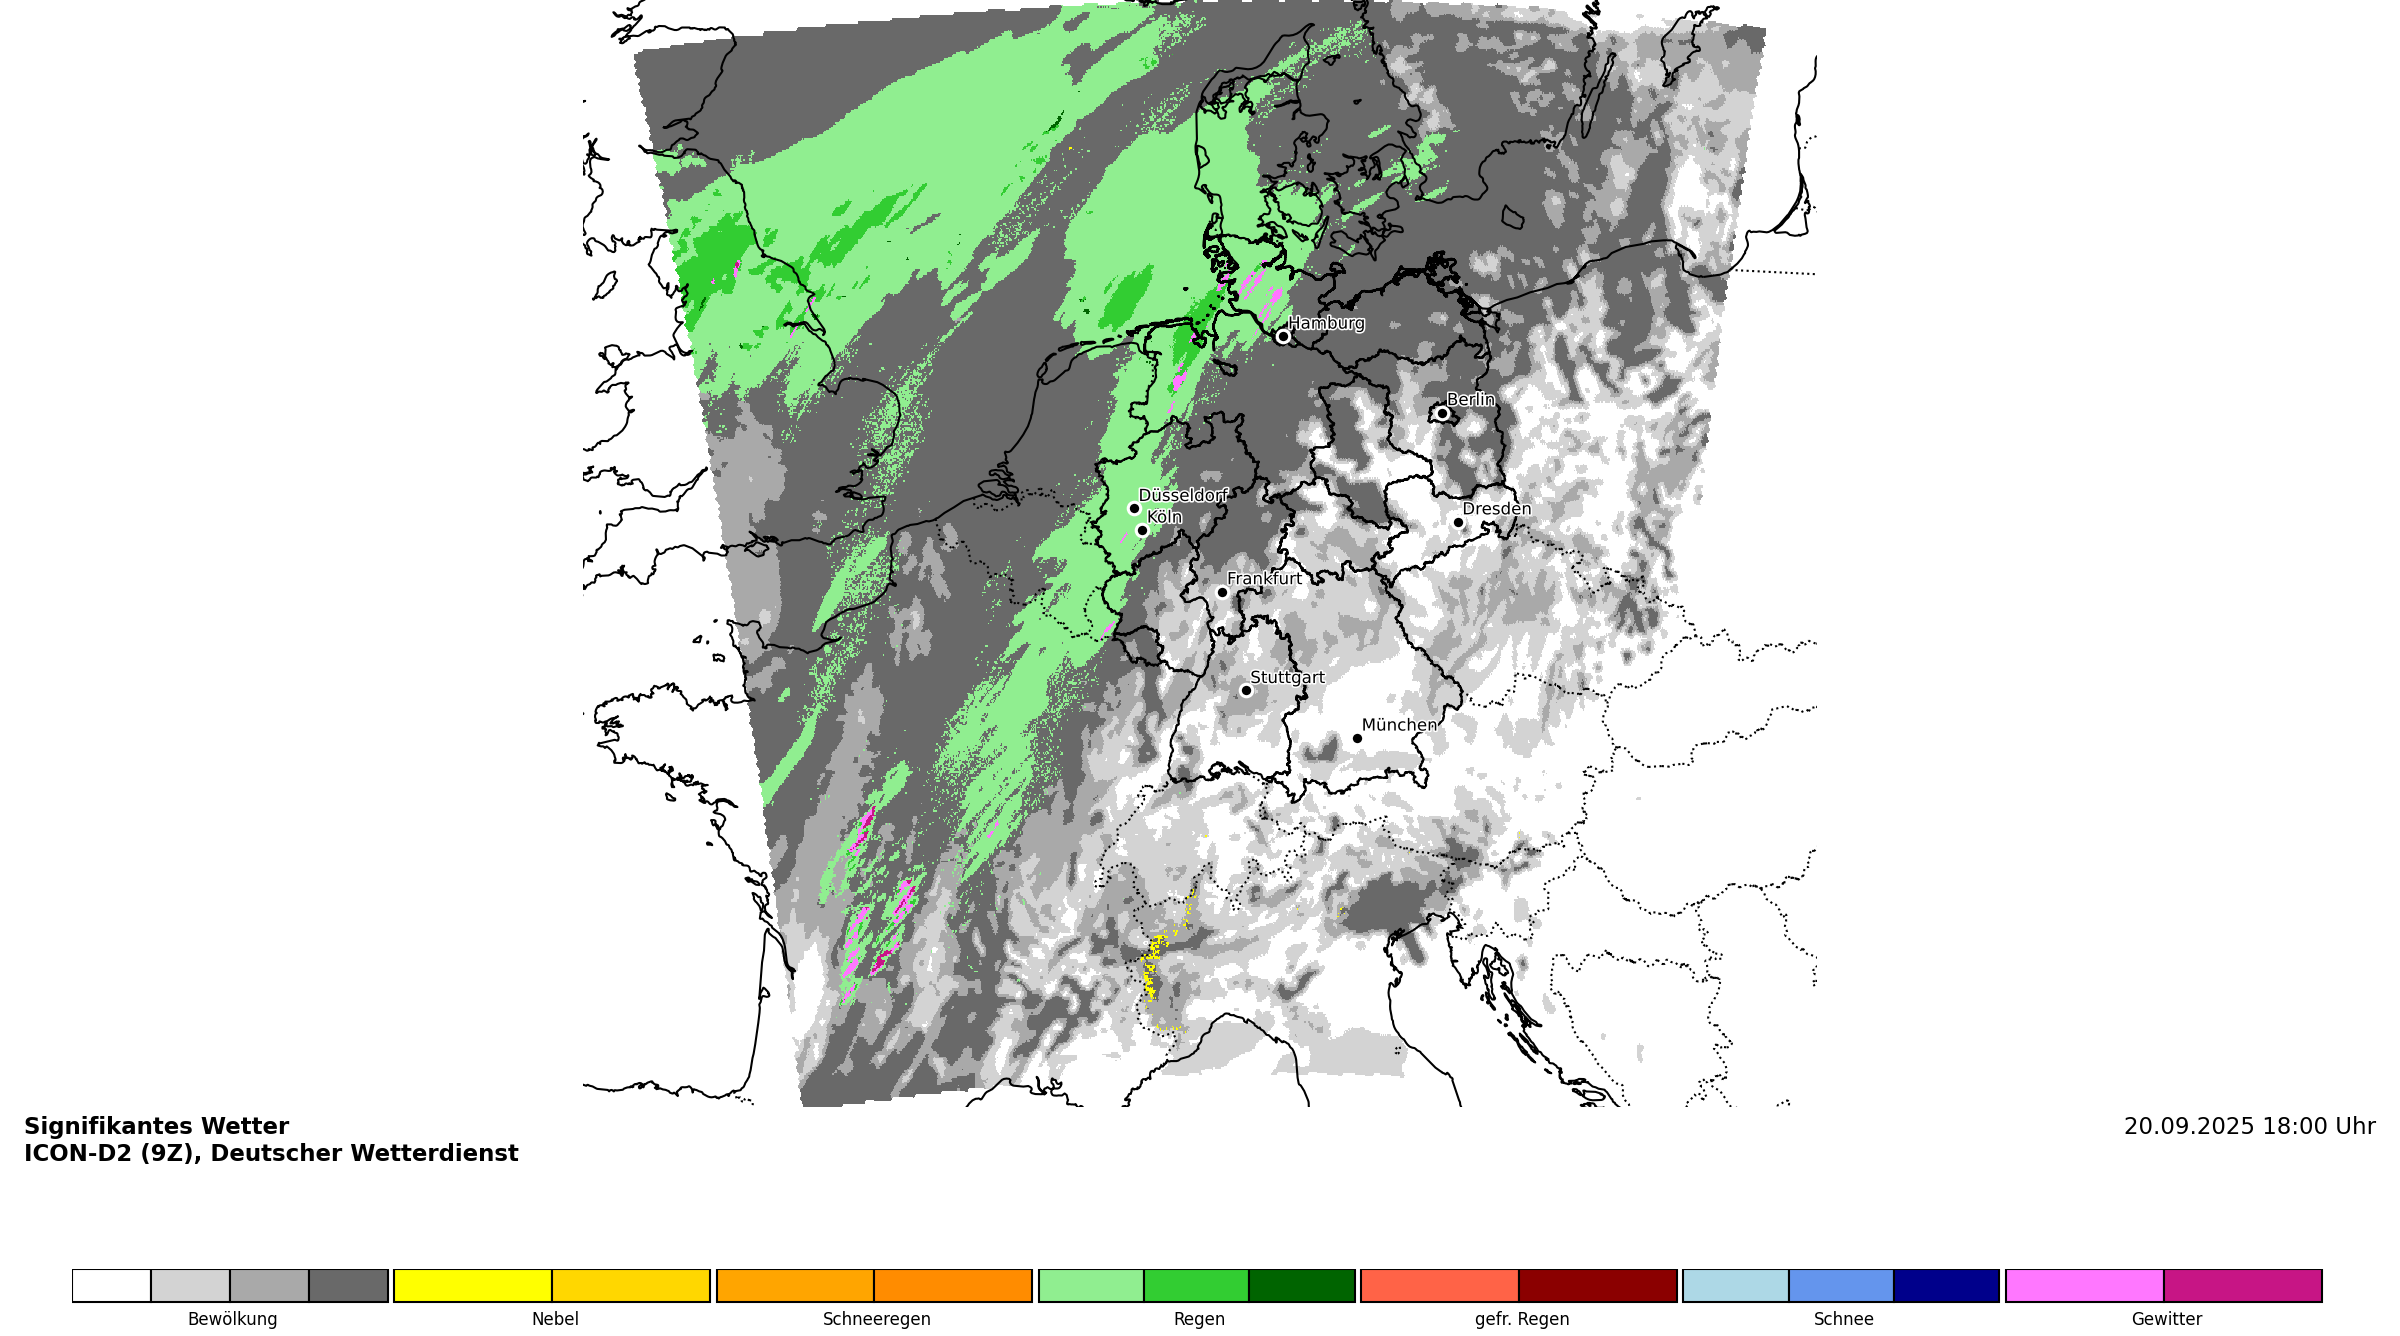 Hamburg
Berlin
Düsseldorf
Köln
Dresden
Frankfurt
Stuttgart
München
Signifikantes Wetter
ICON-D2 (9Z), Deutscher Wetterdienst
20.09.2025 18:00 Uhr
Bewölkung
Nebel
Schneeregen
Regen
gefr. Regen
Schnee
Gewitter